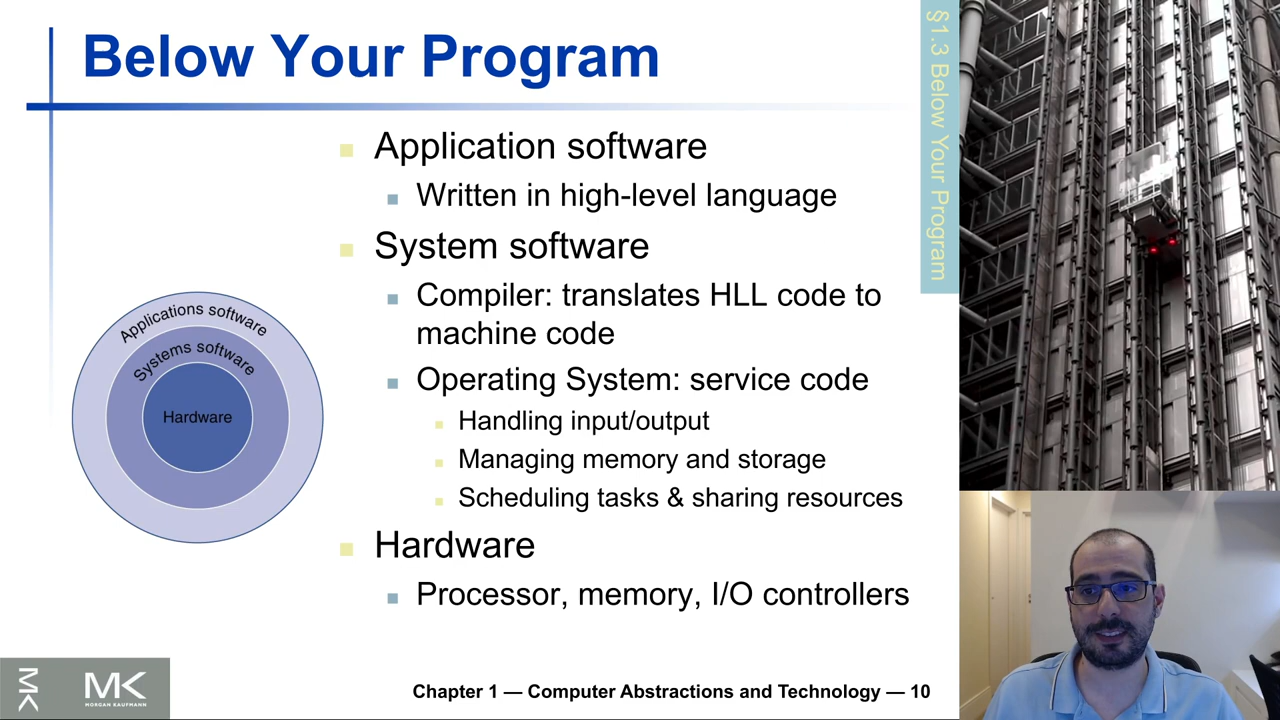 Below Your Program
§1.3 Below Your Program
Application software
Written in high-level language
System software
Compiler: translates HLL code to
machine code
Operating System: service code
Handling input/output
Managing memory and storage
Scheduling tasks & sharing resources
Hardware
Processor, memory, I/O controllers
Applications software
Systems software
Hardware
MK
MK
MORGAN KAUFMANN
Chapter 1 — Computer Abstractions and Technology — 10